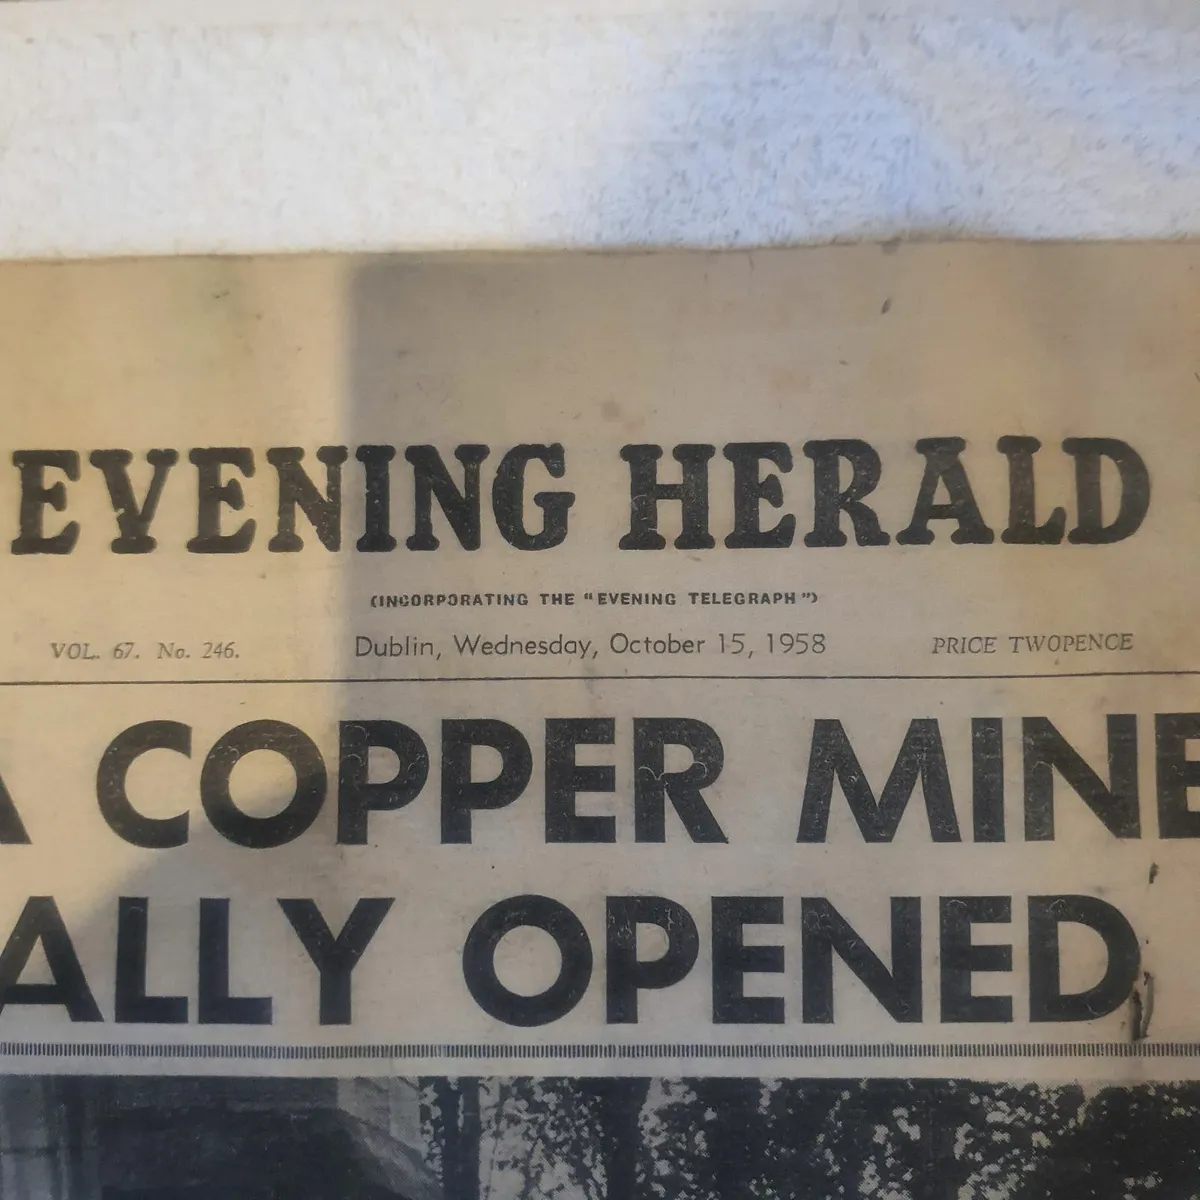 EVENING HERALD
(INCORPORATING THE "EVENING TELEGRAPH")
VOL. 67. No. 246. Dublin, Wednesday, October 15, 1958 PRICE TWOPENCE
A COPPER MINE
ALLY OPENED